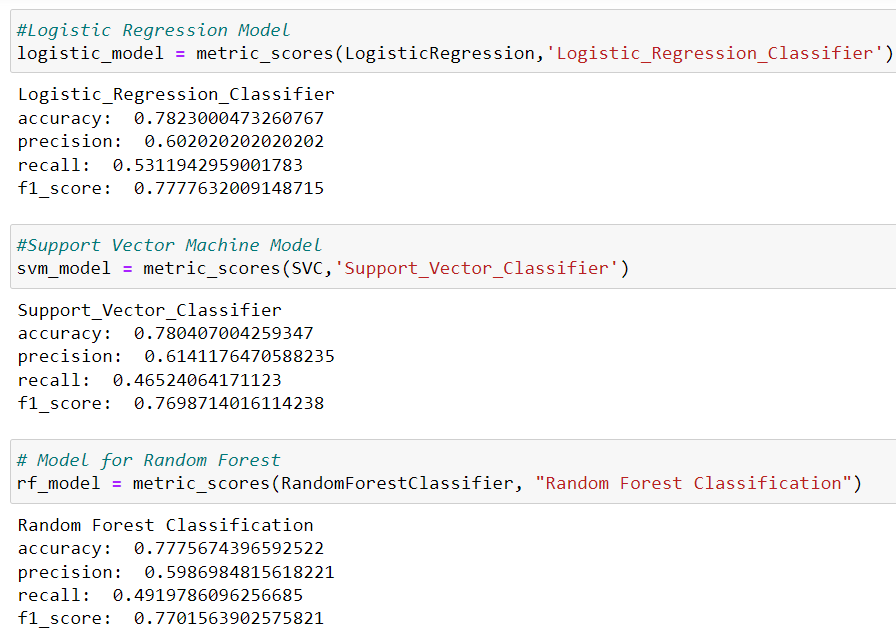 #Logistic Regression Model
logistic_model = metric_scores(LogisticRegression,'Logistic_Regression_Classifier')
Logistic_Regression_Classifier
accuracy:  0.7823000473260767
precision:  0.602020202020202
recall:  0.5311942959001783
f1_score:  0.7777632009148715
#Support Vector Machine Model
svm_model = metric_scores(SVC,'Support_Vector_Classifier')
Support_Vector_Classifier
accuracy:  0.780407004259347
precision:  0.6141176470588235
recall:  0.46524064171123
f1_score:  0.7698714016114238
# Model for Random Forest
rf_model = metric_scores(RandomForestClassifier, "Random Forest Classification")
Random Forest Classification
accuracy:  0.7775674396592522
precision:  0.5986984815618221
recall:  0.4919786096256685
f1_score:  0.7701563902575821